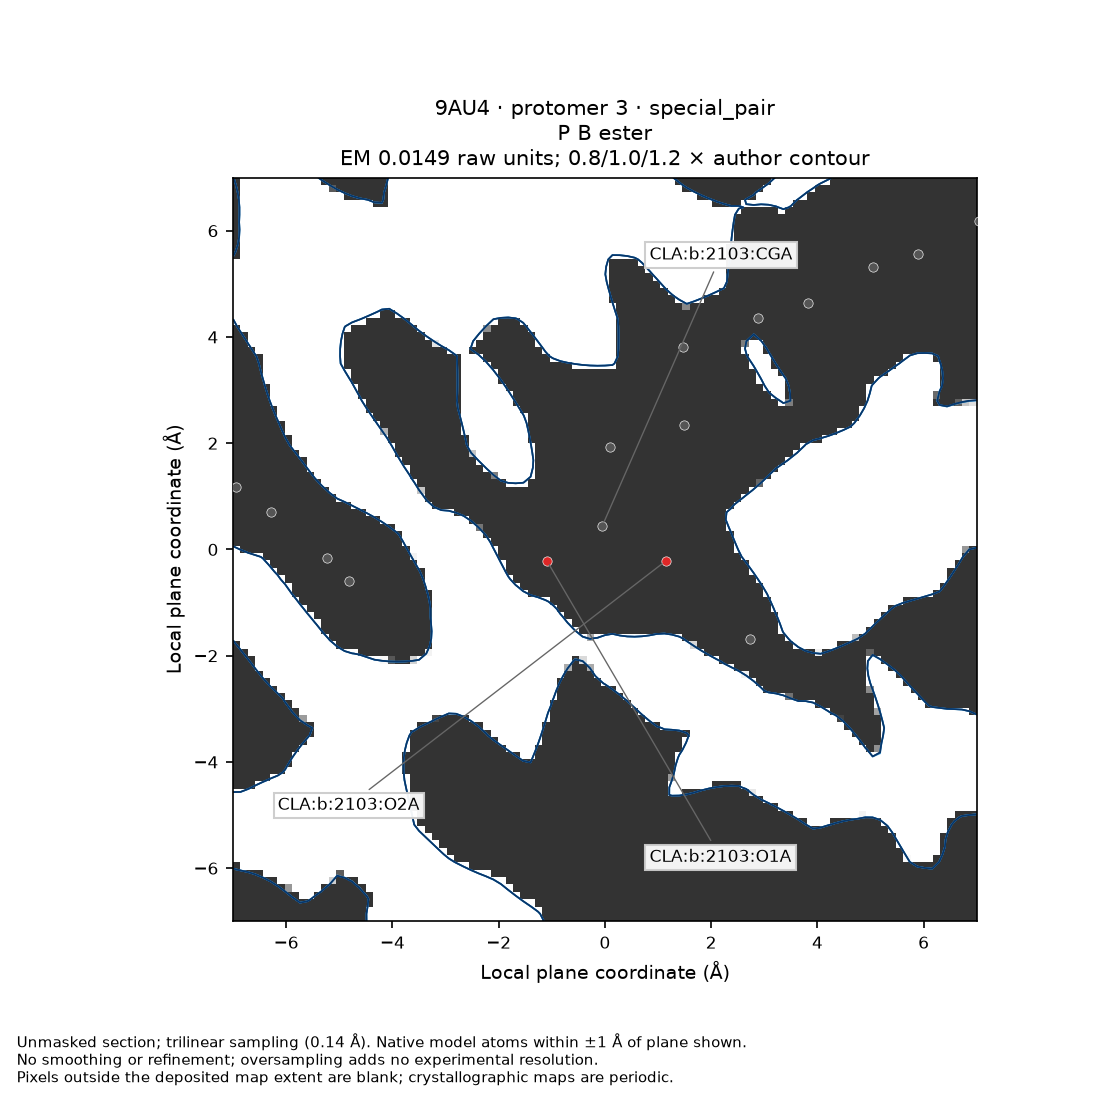 9AU4 · protomer 3 · special_pair
P B ester
EM 0.0149 raw units; 0.8/1.0/1.2 × author contour
CLA:b:2103:CGA
CLA:b:2103:O2A
CLA:b:2103:O1A
6
4
2
0
−2
−4
−6
Local plane coordinate (Å)
−6 −4 −2 0 2 4 6
Local plane coordinate (Å)
Unmasked section; trilinear sampling (0.14 Å). Native model atoms within ±1 Å of plane shown.
No smoothing or refinement; oversampling adds no experimental resolution.
Pixels outside the deposited map extent are blank; crystallographic maps are periodic.